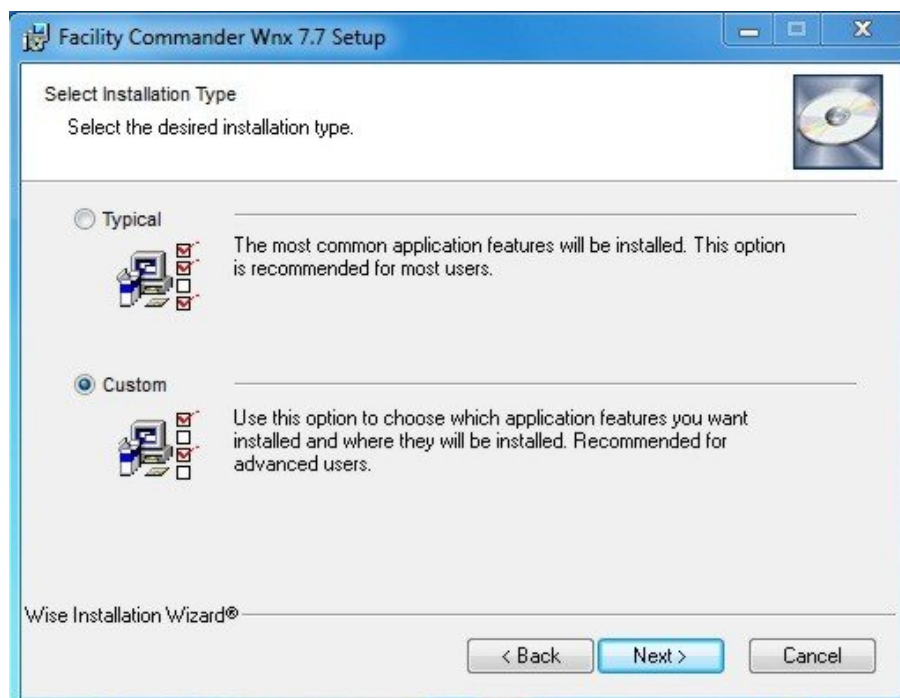 Facility Commander Wnx 7.7 Setup
Select Installation Type
Select the desired installation type.
Typical
The most common application features will be installed. This option
is recommended for most users.
Custom
Use this option to choose which application features you want
installed and where they will be installed. Recommended for
advanced users.
Wise Installation Wizard®
< Back
Next >
Cancel